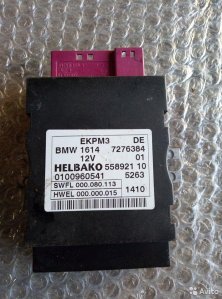 EKPM3 DE
BMW 1614 7276384
12V 01
HELBAKO 558921 10
0100960541 5263
SWFL 000.080.113
HWEL 000.000.015 1410
Avito